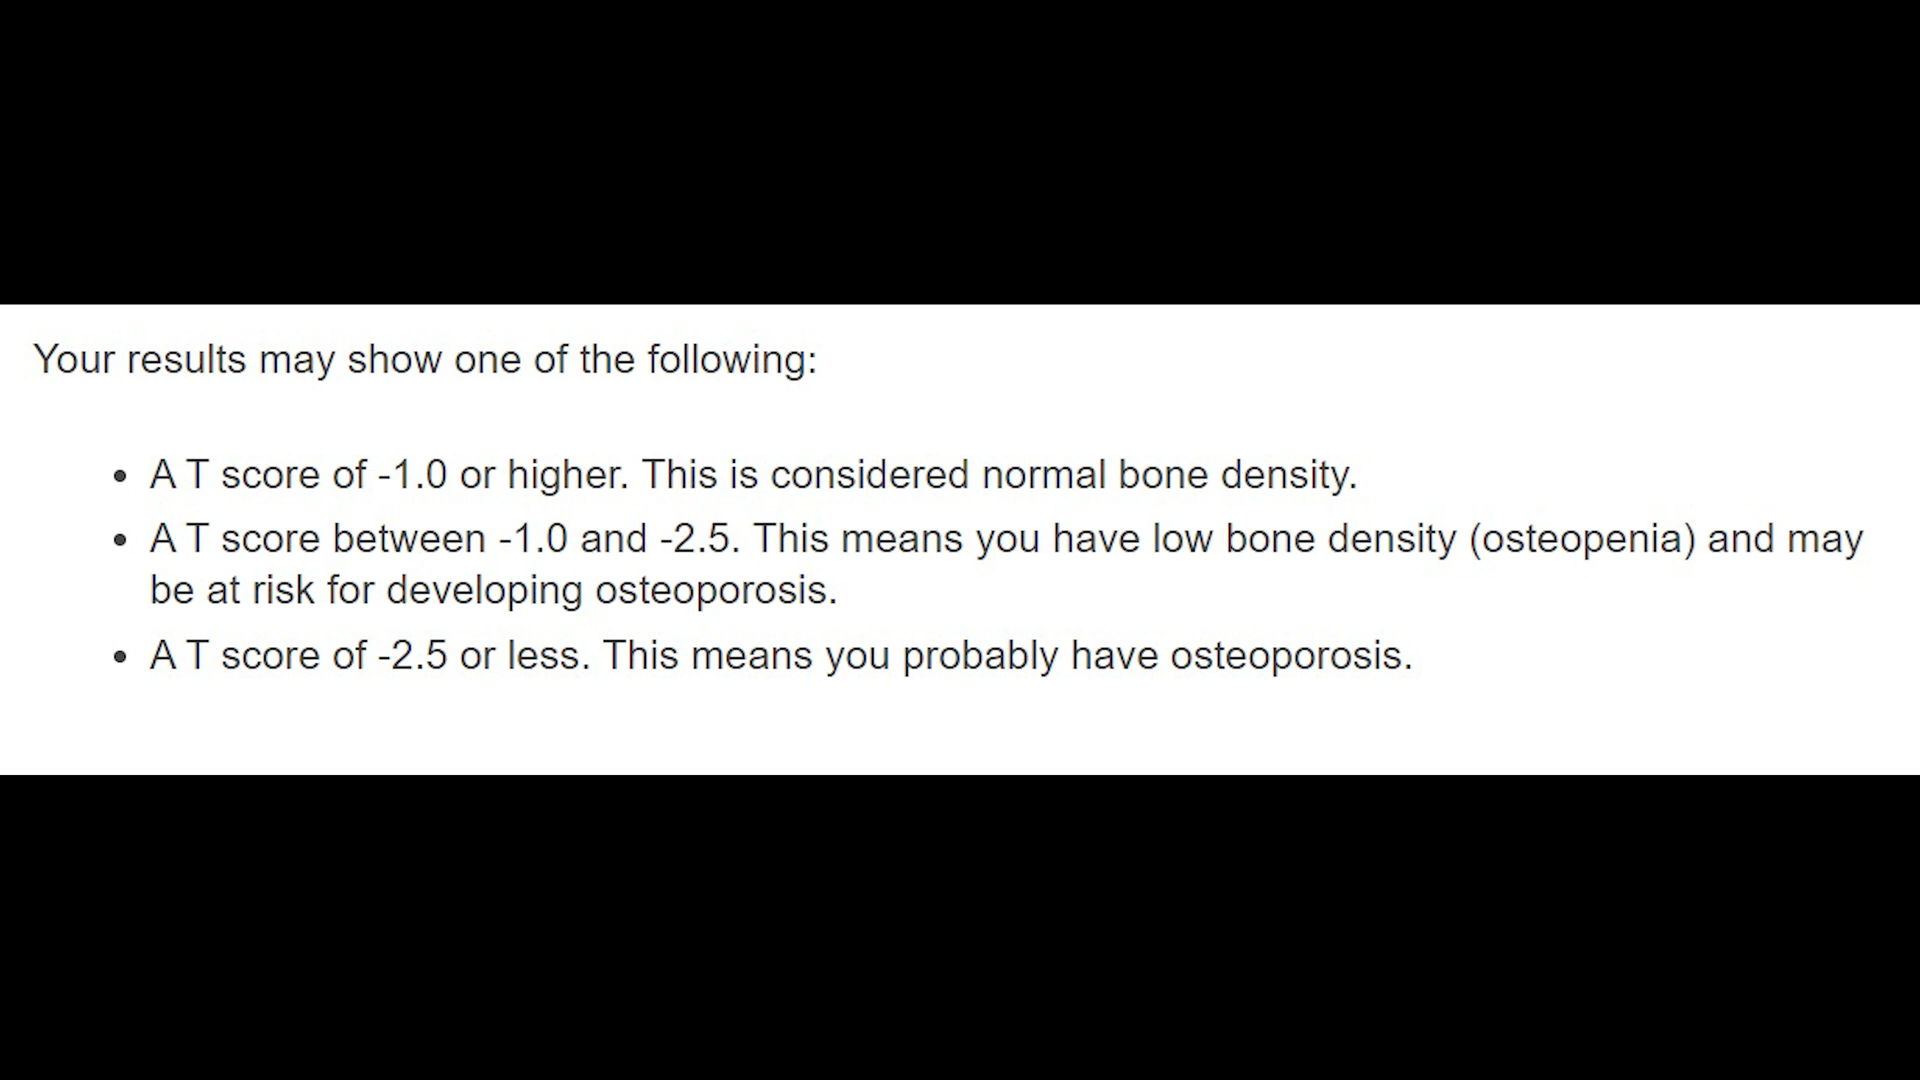 Your results may show one of the following:
• A T score of -1.0 or higher. This is considered normal bone density.
• A T score between -1.0 and -2.5. This means you have low bone density (osteopenia) and may
be at risk for developing osteoporosis.
• A T score of -2.5 or less. This means you probably have osteoporosis.